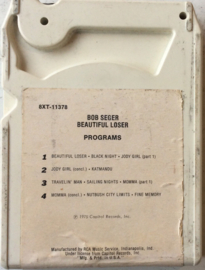 8XT-11378
BOB SEGER
BEAUTIFUL LOSER
PROGRAMS
1 BEAUTIFUL LOSER • BLACK NIGHT • JODY GIRL (part 1)
2 JODY GIRL (concl.) • KATMANDU
3 TRAVELIN' MAN • SAILING NIGHTS • MOMMA (part 1)
4 MOMMA (concl.) • NUTBUSH CITY LIMITS • FINE MEMORY
© 1975 Capitol Records, Inc.
Manufactured by RCA Music Service, Indianapolis, Ind.
Under license from Capitol Records, Inc.
Mfg. & Ptd. in U.S.A.